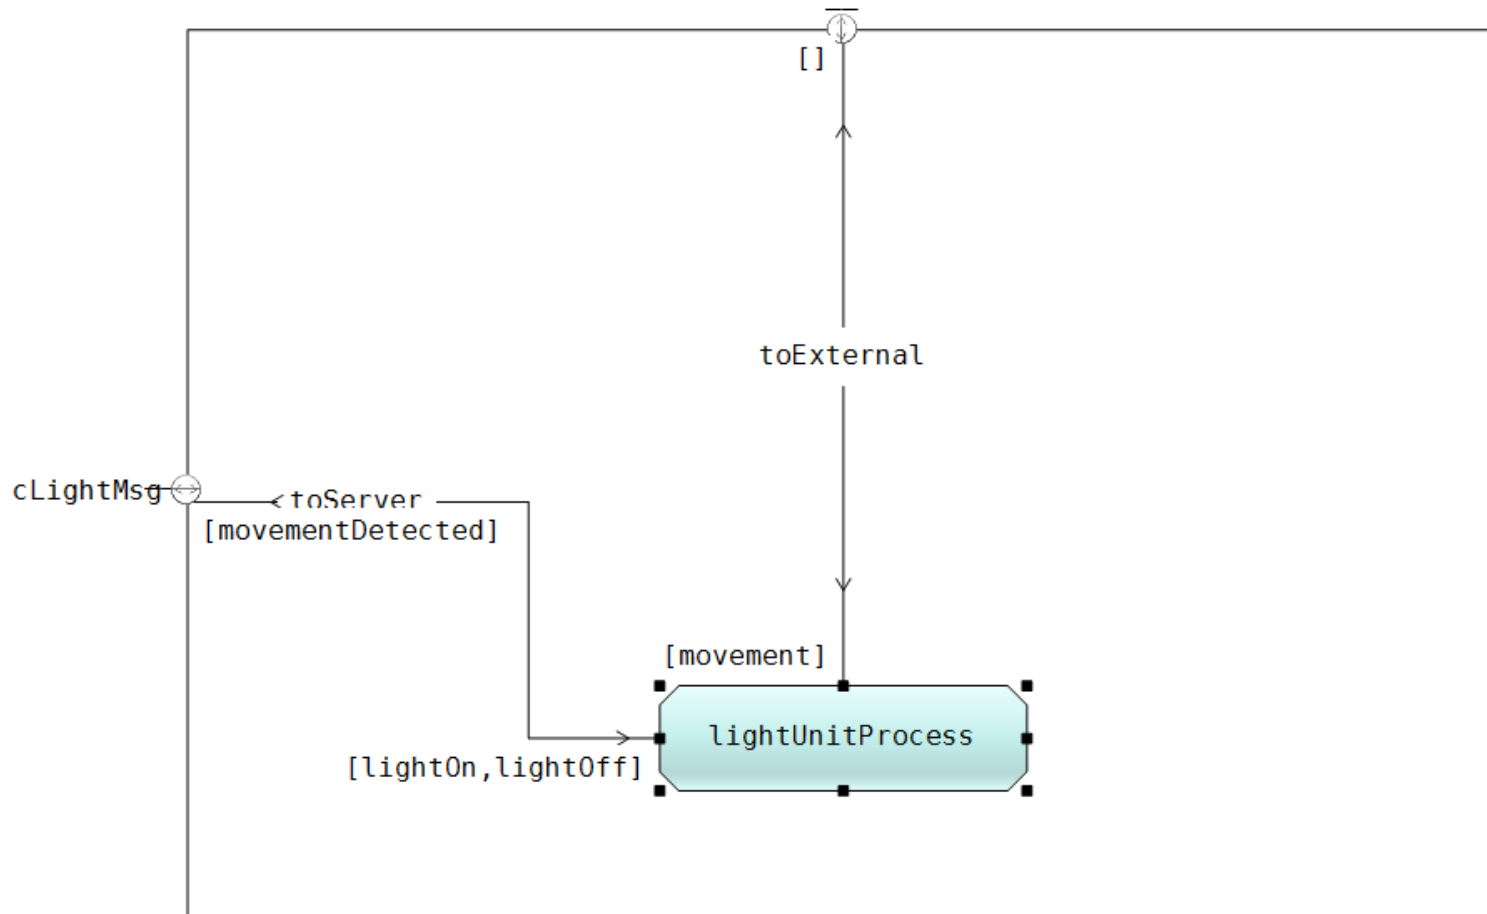 []
toExternal
cLightMsg
toServer
[movementDetected]
[movement]
lightUnitProcess
[lightOn,lightOff]